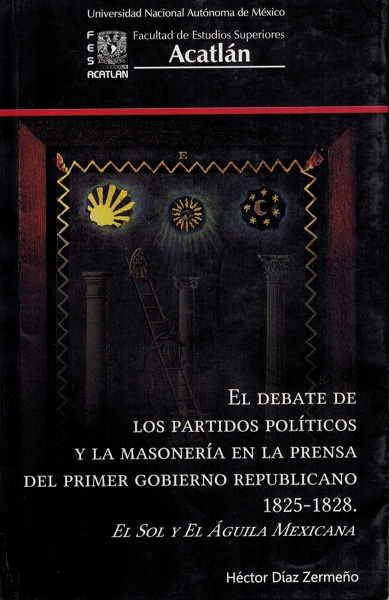 Universidad Nacional Autónoma de México
FES
ACATLÁN
Facultad de Estudios Superiores
Acatlán
E
S
EL DEBATE DE
LOS PARTIDOS POLÍTICOS
Y LA MASONERÍA EN LA PRENSA
DEL PRIMER GOBIERNO REPUBLICANO
1825-1828.
EL SOL Y EL ÁGUILA MEXICANA
Héctor Díaz Zermeño